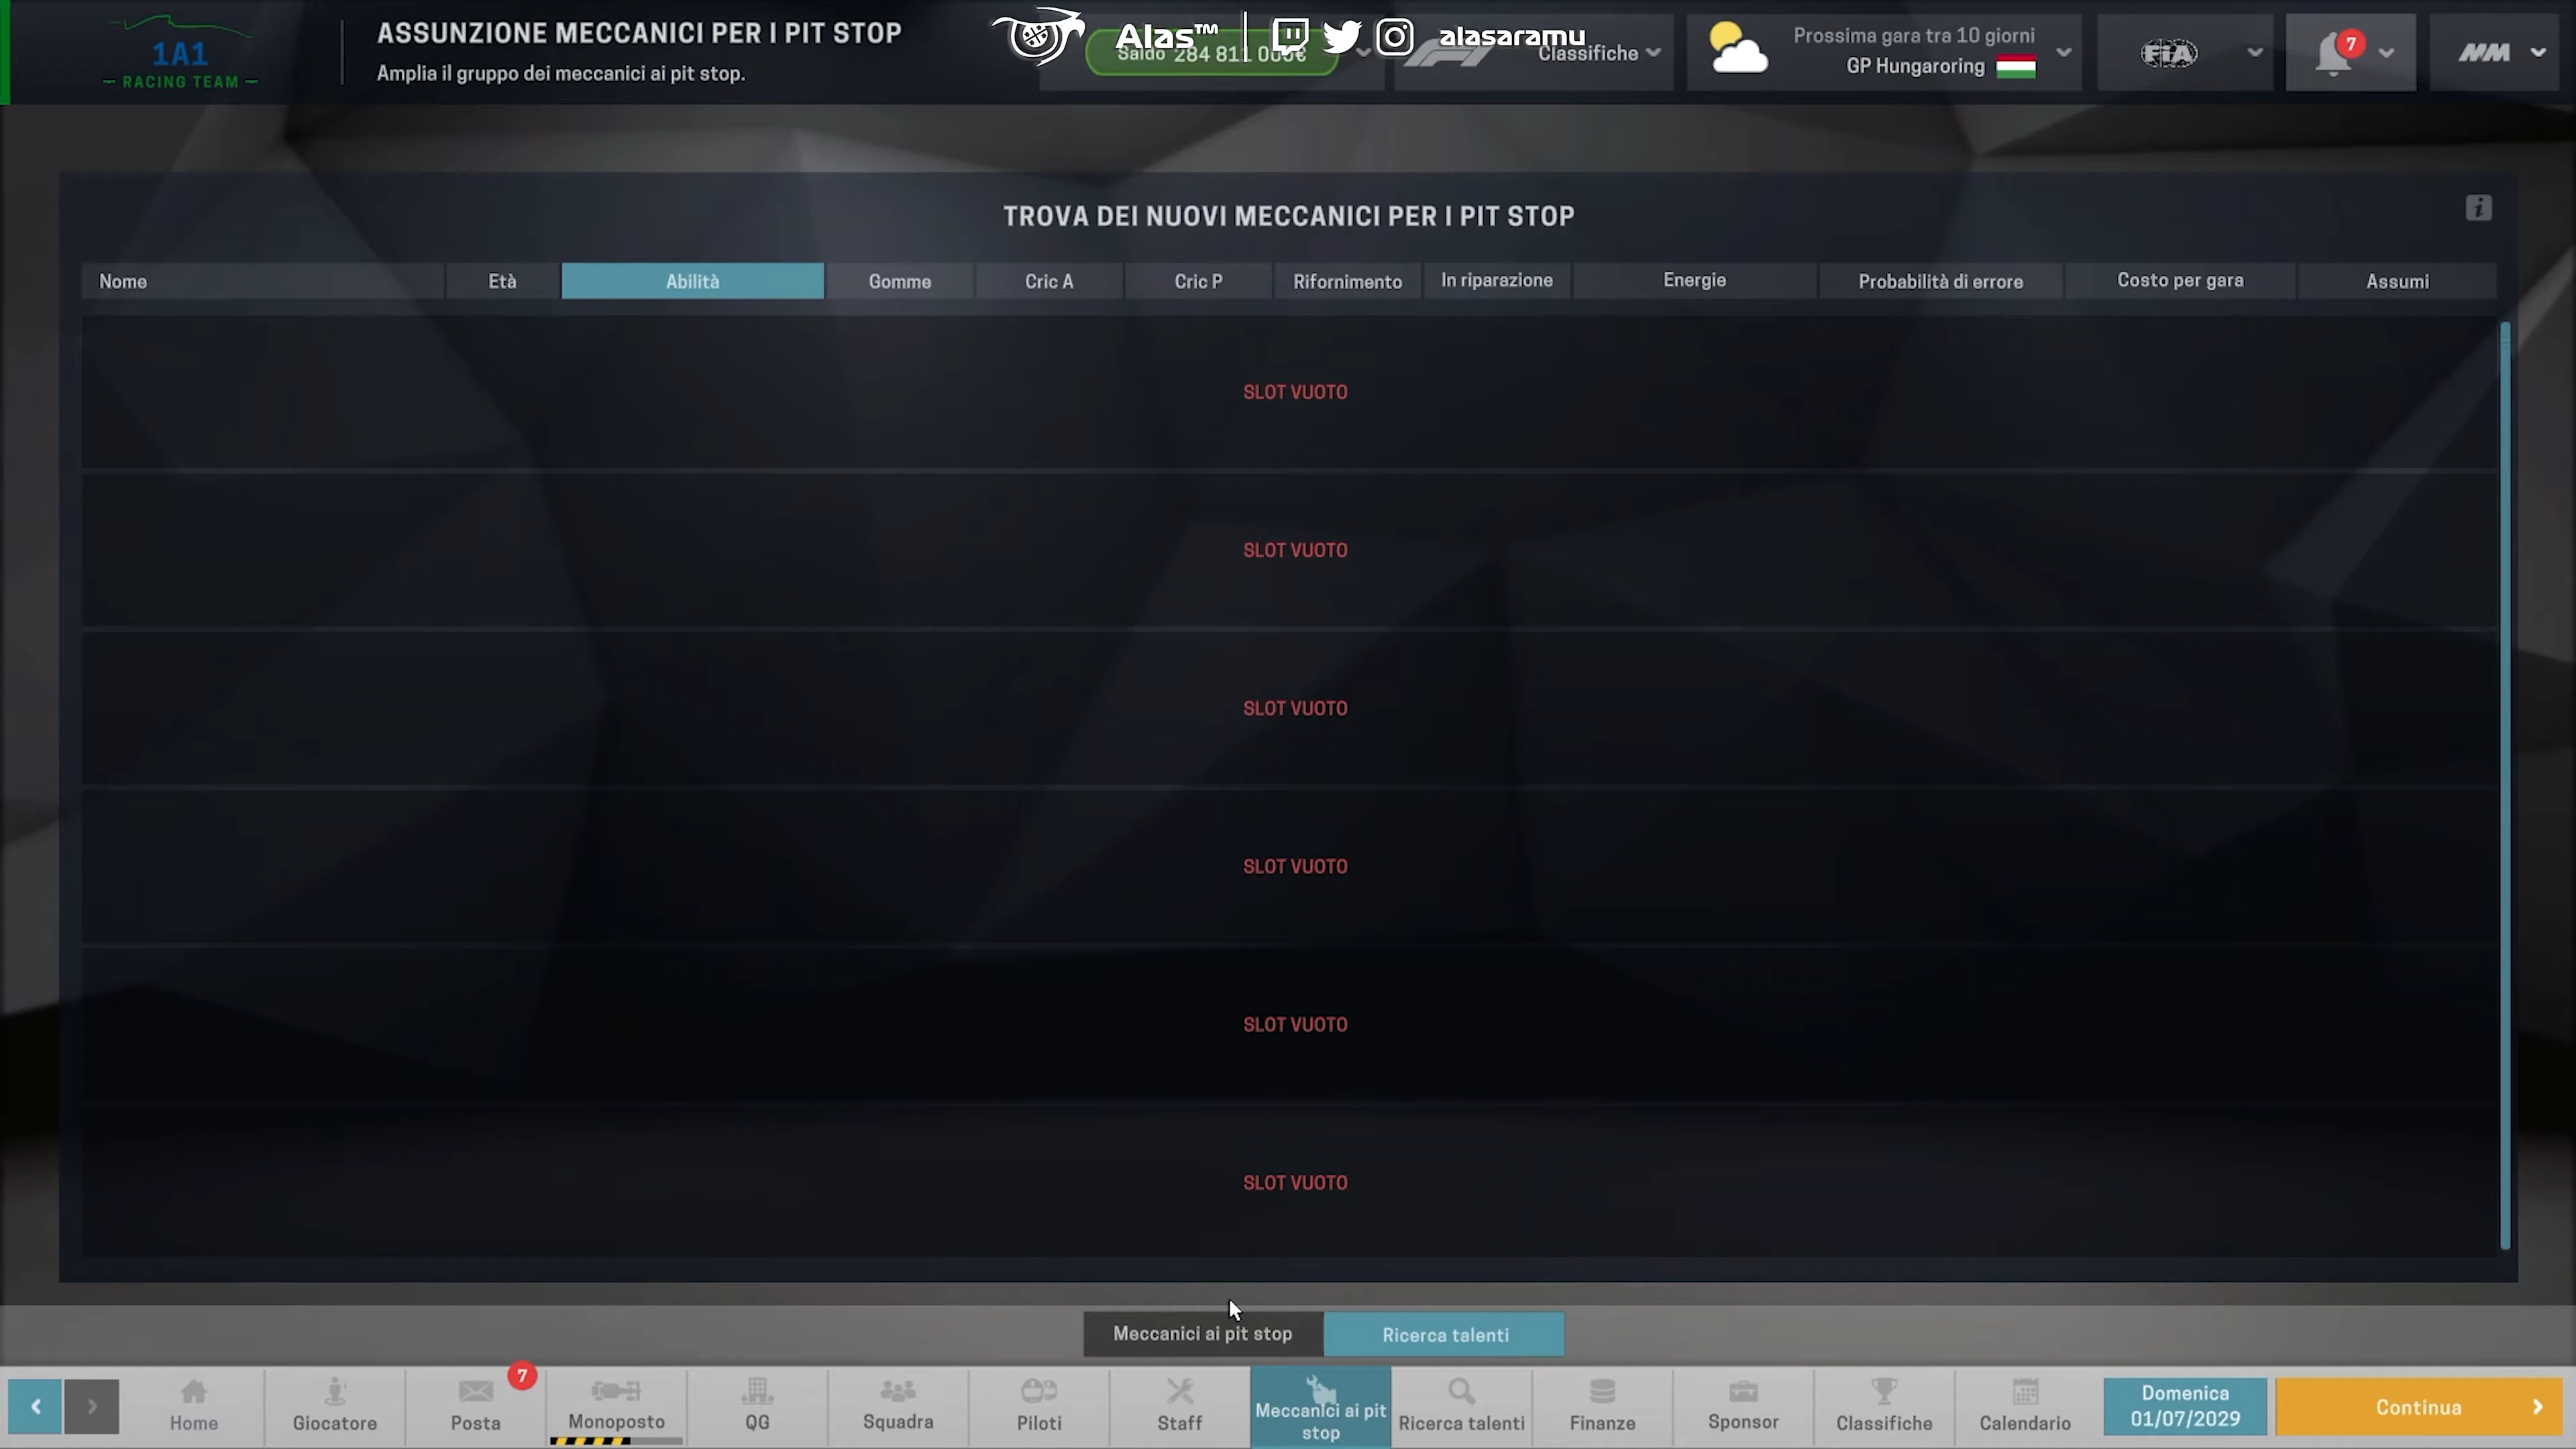 1A1
RACING TEAM
ASSUNZIONE MECCANICI PER I PIT STOP
Amplia il gruppo dei meccanici ai pit stop.
Alas™
alasaramu
Saldo
Classifiche
Prossima gara tra 10 giorni
GP Hungaroring
FIA
7
TROVA DEI NUOVI MECCANICI PER I PIT STOP
Nome Età Abilità Gomme Cric A Cric P Rifornimento In riparazione Energie Probabilità di errore Costo per gara Assumi
SLOT VUOTO
SLOT VUOTO
SLOT VUOTO
SLOT VUOTO
SLOT VUOTO
SLOT VUOTO
Meccanici ai pit stop Ricerca talenti
7
Home Giocatore Posta Monoposto QG Squadra Piloti Staff Meccanici ai pit stop Ricerca talenti Finanze Sponsor Classifiche Calendario
Domenica
01/07/2029
Continua